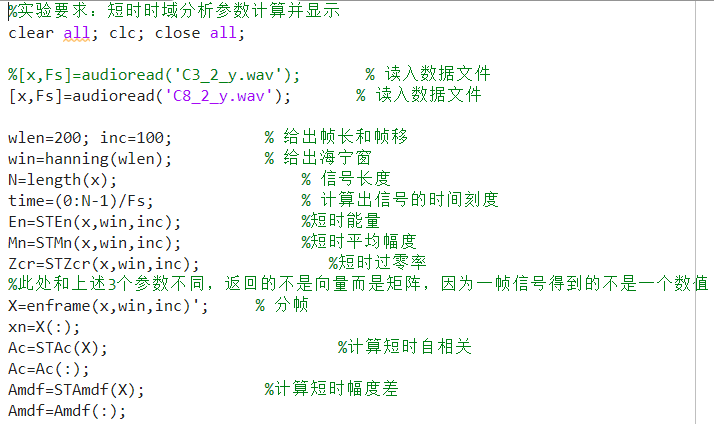 %实验要求：短时时域分析参数计算并显示
clear all; clc; close all;
%[x,Fs]=audioread('C3_2_y.wav'); % 读入数据文件
[x,Fs]=audioread('C8_2_y.wav'); % 读入数据文件
wlen=200; inc=100; % 给出帧长和帧移
win=hanning(wlen); % 给出海宁窗
N=length(x); % 信号长度
time=(0:N-1)/Fs; % 计算出信号的时间刻度
En=STEn(x,win,inc); %短时能量
Mn=STMn(x,win,inc); %短时平均幅度
Zcr=STZcr(x,win,inc); %短时过零率
%此处和上述3个参数不同，返回的不是向量而是矩阵，因为一帧信号得到的不是一个数值
X=enframe(x,win,inc)'; % 分帧
xn=X(:);
Ac=STAc(X); %计算短时自相关
Ac=Ac(:);
Amdf=STAmdf(X); %计算短时幅度差
Amdf=Amdf(:);